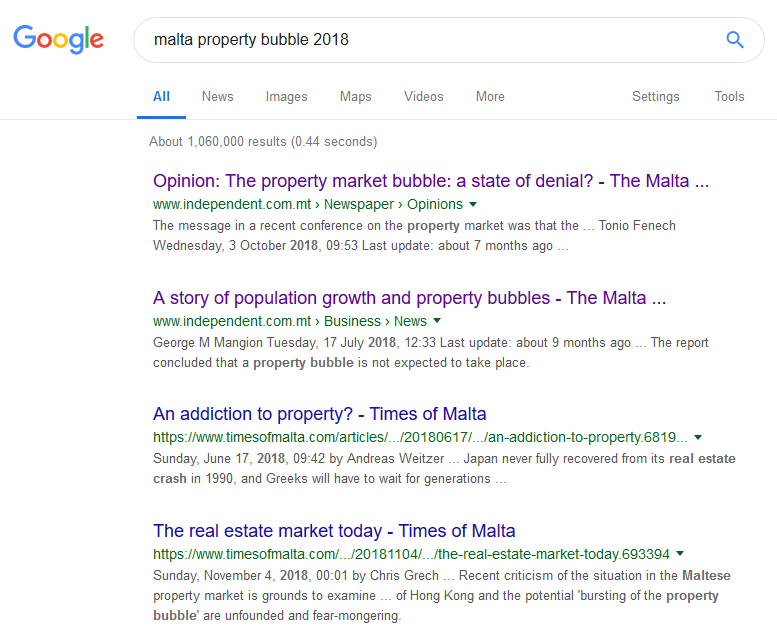 Google
malta property bubble 2018
All News Images Maps Videos More Settings Tools
About 1,060,000 results (0.44 seconds)
Opinion: The property market bubble: a state of denial? - The Malta ...
www.independent.com.mt › Newspaper › Opinions
The message in a recent conference on the property market was that the ... Tonio Fenech
Wednesday, 3 October 2018, 09:53 Last update: about 7 months ago ...
A story of population growth and property bubbles - The Malta ...
www.independent.com.mt › Business › News
George M Mangion Tuesday, 17 July 2018, 12:33 Last update: about 9 months ago ... The report
concluded that a property bubble is not expected to take place.
An addiction to property? - Times of Malta
https://www.timesofmalta.com/articles/.../20180617/.../an-addiction-to-property.6819...
Sunday, June 17, 2018, 09:42 by Andreas Weitzer ... Japan never fully recovered from its real estate
crash in 1990, and Greeks will have to wait for generations ...
The real estate market today - Times of Malta
https://www.timesofmalta.com/.../20181104/.../the-real-estate-market-today.693394
Sunday, November 4, 2018, 00:01 by Chris Grech ... Recent criticism of the situation in the Maltese
property market is grounds to examine ... of Hong Kong and the potential 'bursting of the property
bubble' are unfounded and fear-mongering.